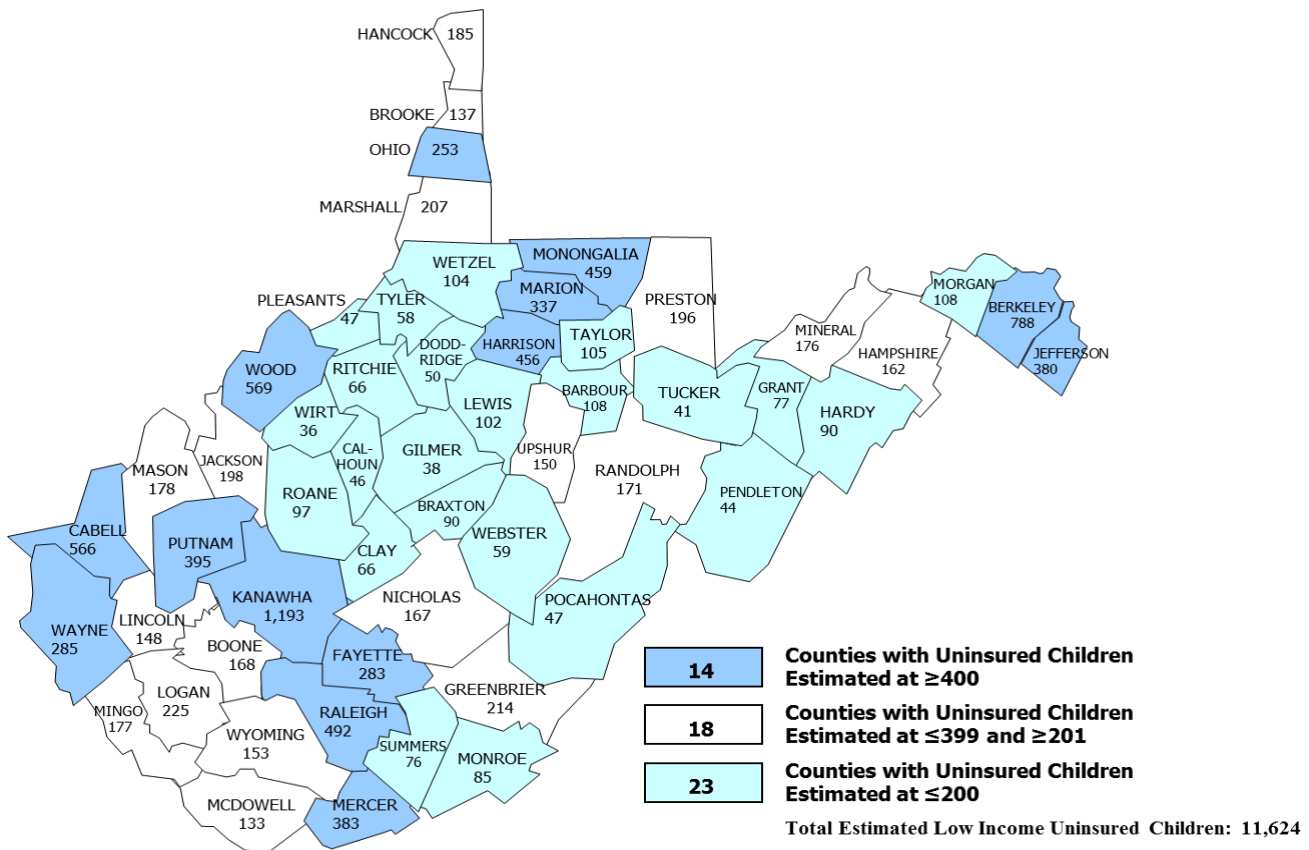 HANCOCK
185
BROOKE
137
OHIO
253
MARSHALL
207
WETZEL
104
MONONGALIA
459
MARION
337
PRESTON
196
MORGAN
108
BERKELEY
788
JEFFERSON
380
MINERAL
176
HAMPSHIRE
162
PLEASANTS
47
TYLER
58
DODD-
RIDGE
50
HARRISON
456
TAYLOR
105
WOOD
569
RITCHIE
66
WIRT
36
LEWIS
102
BARBOUR
108
TUCKER
41
GRANT
77
HARDY
90
MASON
178
JACKSON
198
CAL-
HOUN
46
GILMER
38
UPSHUR
150
RANDOLPH
171
PENDLETON
44
ROANE
97
BRAXTON
90
WEBSTER
59
CABELL
566
PUTNAM
395
CLAY
66
KANAWHA
1,193
NICHOLAS
167
POCAHONTAS
47
WAYNE
285
LINCOLN
148
BOONE
168
FAYETTE
283
GREENBRIER
214
MINGO
177
LOGAN
225
RALEIGH
492
WYOMING
153
SUMMERS
76
MONROE
85
MCDOWELL
133
MERCER
383
14
Counties with Uninsured Children
Estimated at ≥400
18
Counties with Uninsured Children
Estimated at ≤399 and ≥201
23
Counties with Uninsured Children
Estimated at ≤200
Total Estimated Low Income Uninsured Children: 11,624